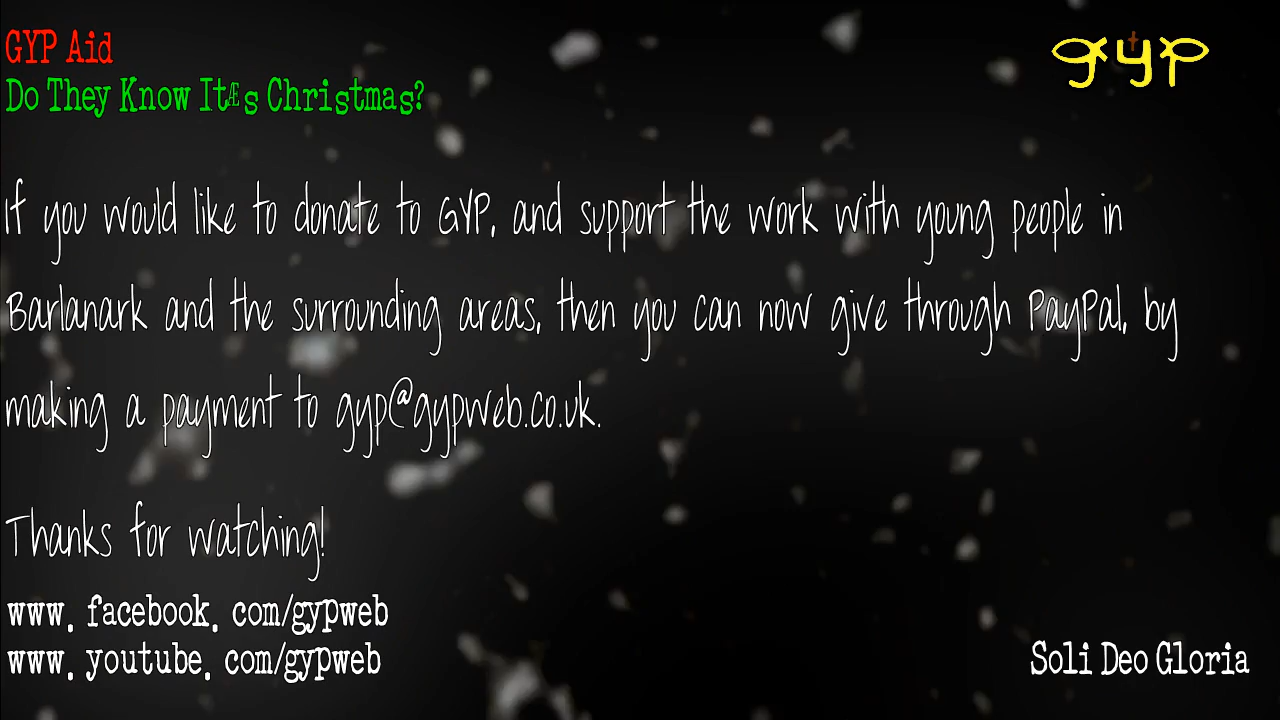 GYP Aid
gyp
Do They Know ItÆs Christmas?
If you would like to donate to GYP, and support the work with young people in
Barlanark and the surrounding areas, then you can now give through PayPal, by
making a payment to gyp@gypweb.co.uk.
Thanks for watching!
www. facebook. com/gypweb
www. youtube. com/gypweb
Soli Deo Gloria